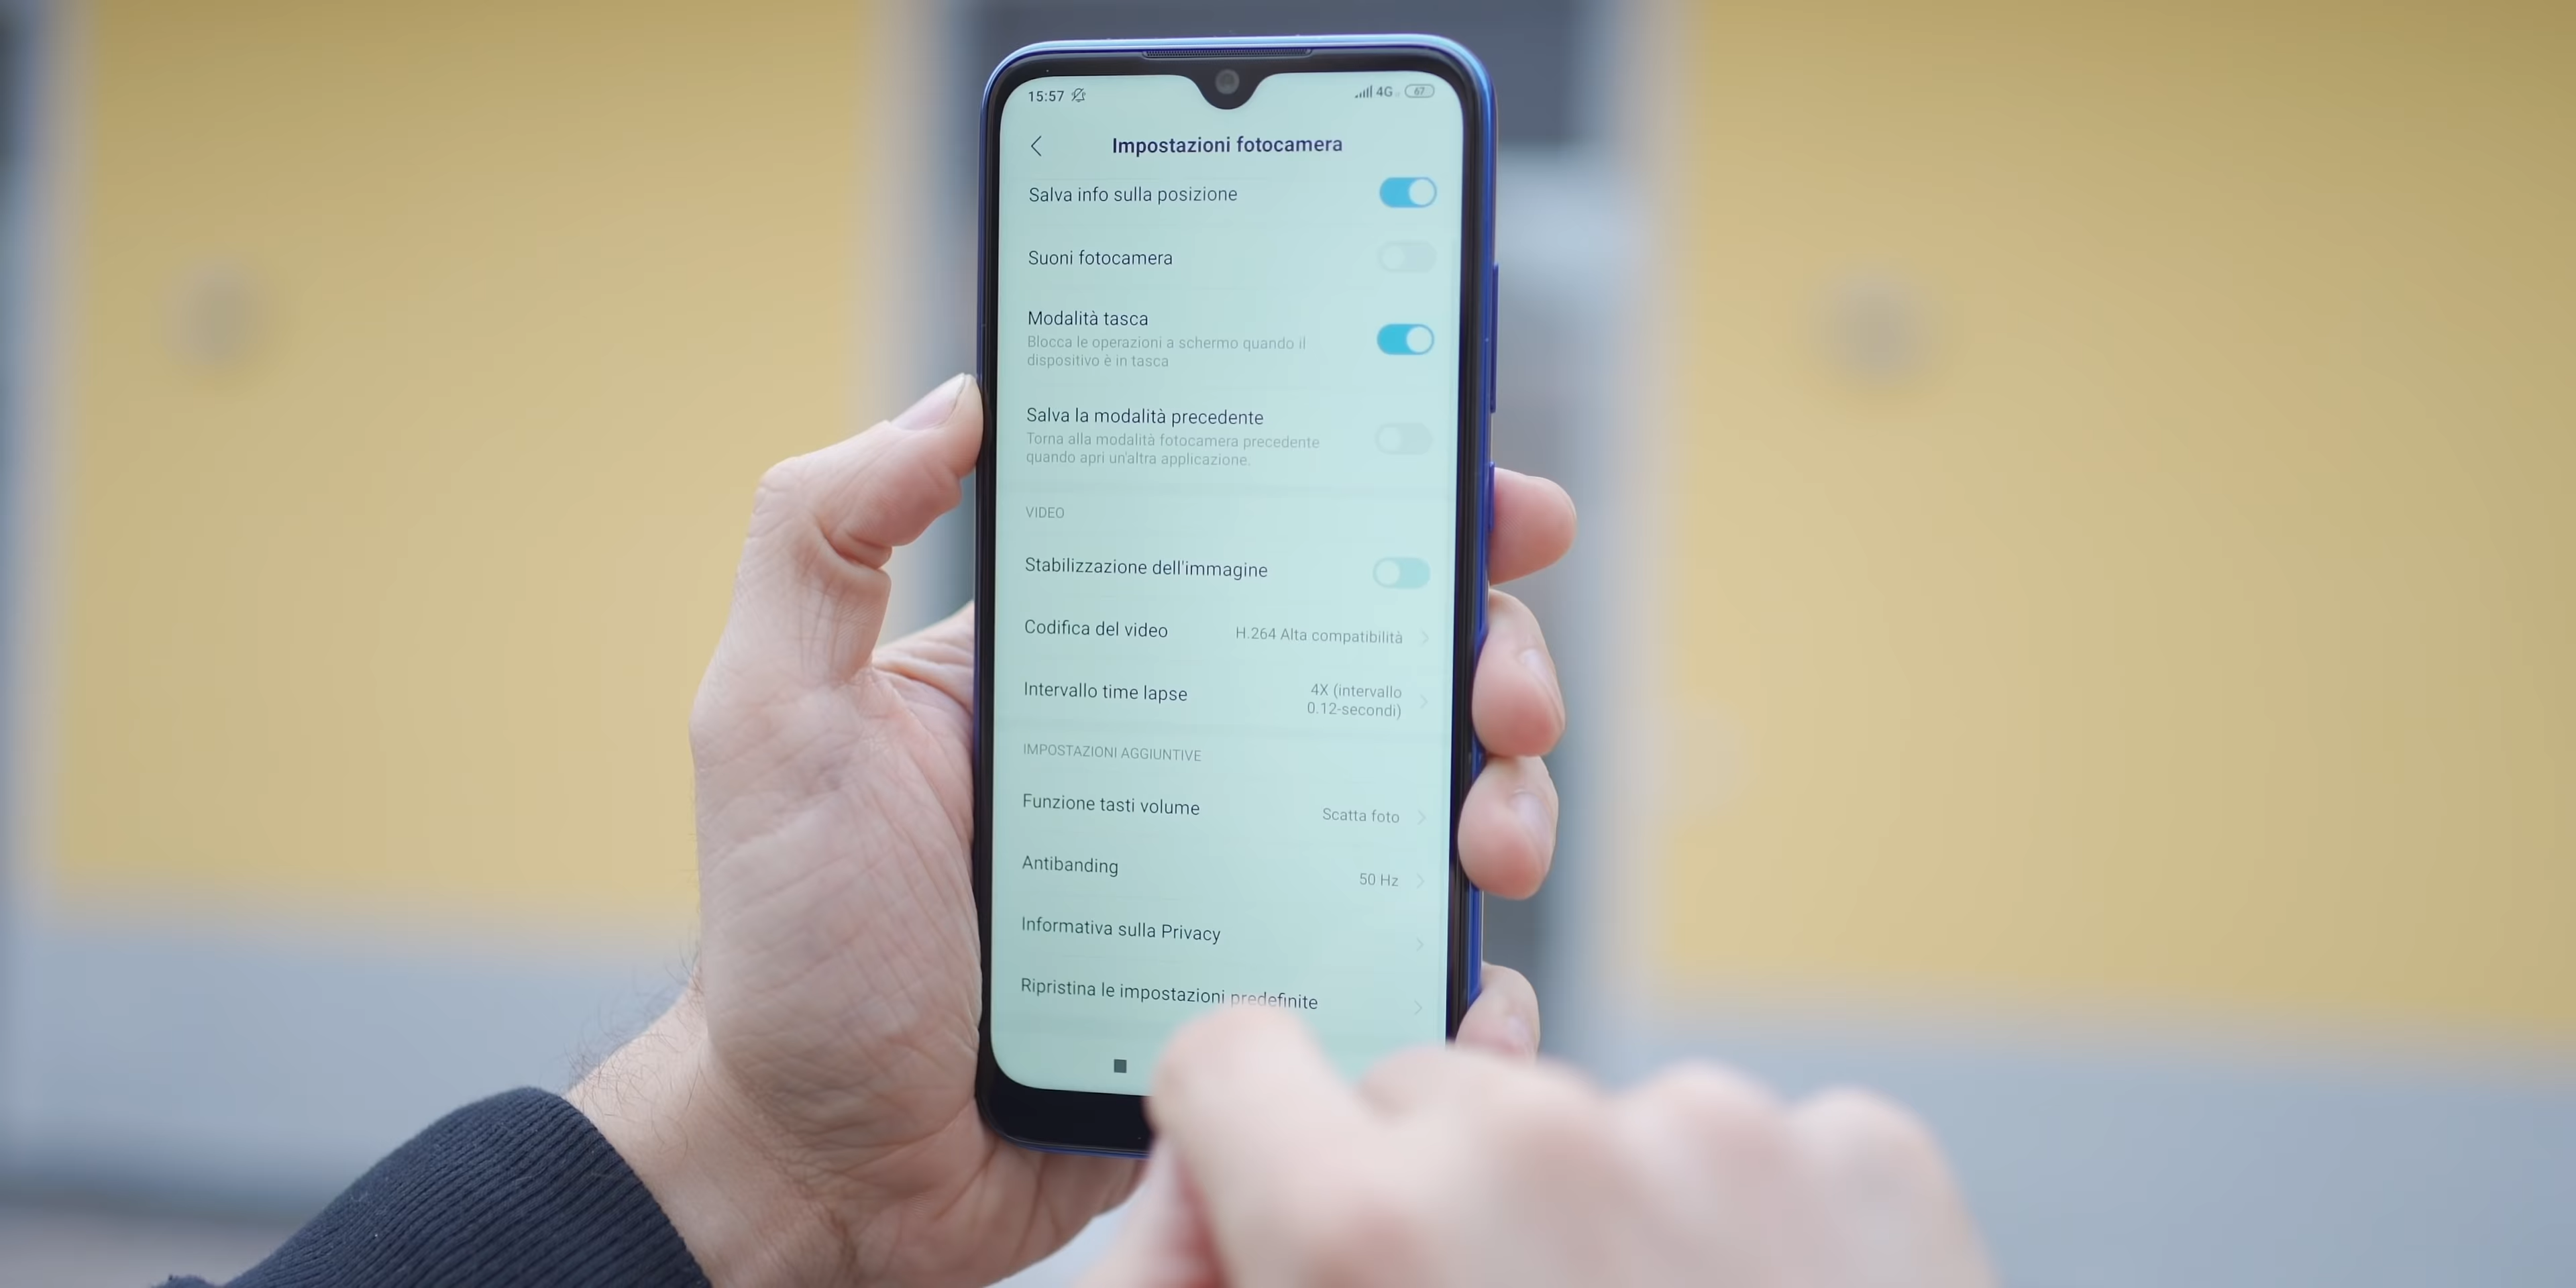 15:57
4G 67
Impostazioni fotocamera
Salva info sulla posizione
Suoni fotocamera
Modalità tasca
Blocca le operazioni a schermo quando il
dispositivo è in tasca
Salva la modalità precedente
Torna alla modalità fotocamera precedente
quando apri un'altra applicazione.
VIDEO
Stabilizzazione dell'immagine
Codifica del video
H.264 Alta compatibilità
Intervallo time lapse
4X (intervallo
0.12-secondi)
IMPOSTAZIONI AGGIUNTIVE
Funzione tasti volume
Scatta foto
Antibanding
50 Hz
Informativa sulla Privacy
Ripristina le impostazioni predefinite